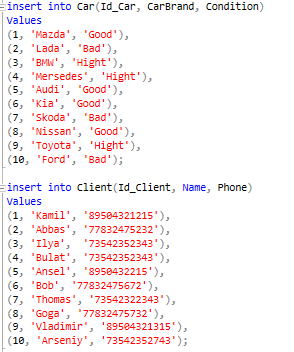 insert into Car(Id_Car, CarBrand, Condition)
Values
(1, 'Mazda', 'Good'),
(2, 'Lada', 'Bad'),
(3, 'BMW', 'Hight'),
(4, 'Mersedes', 'Hight'),
(5, 'Audi', 'Good'),
(6, 'Kia', 'Good'),
(7, 'Skoda', 'Bad'),
(8, 'Nissan', 'Good'),
(9, 'Toyota', 'Hight'),
(10, 'Ford', 'Bad');
insert into Client(Id_Client, Name, Phone)
Values
(1, 'Kamil', '89504321215'),
(2, 'Abbas', '77832475232'),
(3, 'Ilya', '73542352343'),
(4, 'Bulat', '73542352343'),
(5, 'Ansel', '8950432215'),
(6, 'Bob', '77832475672'),
(7, 'Thomas', '73542322343'),
(8, 'Goga', '77832475732'),
(9, 'Vladimir', '89504321315'),
(10, 'Arseniy', '73542352743');